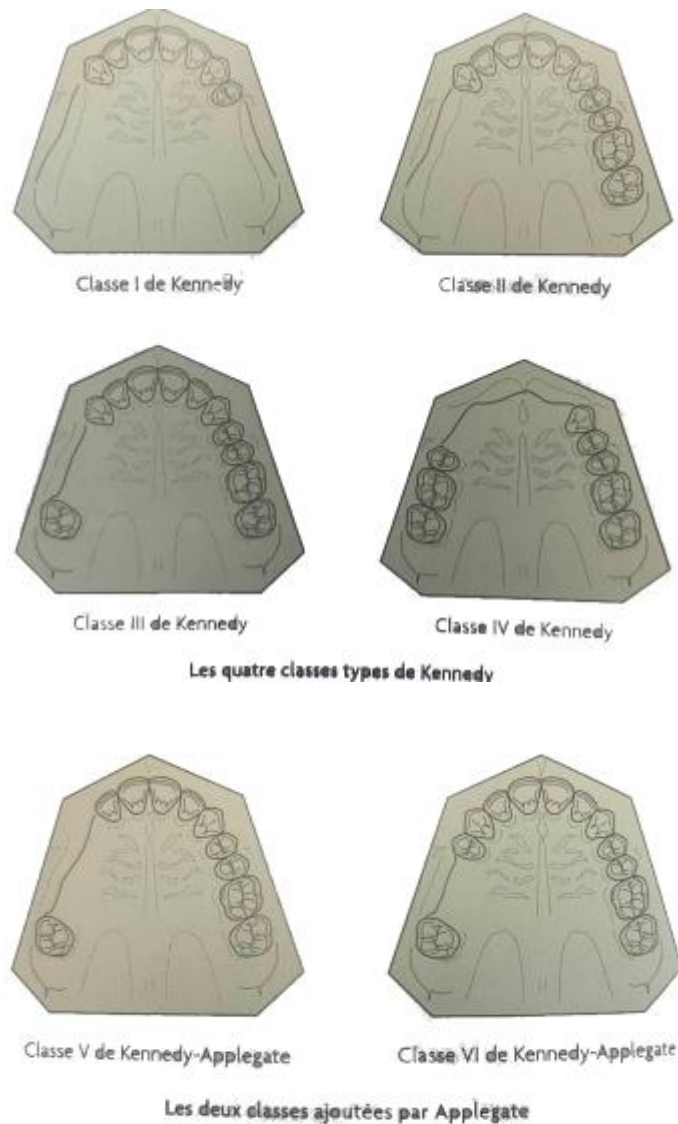 Classe I de Kennedy
Classe II de Kennedy
Classe III de Kennedy
Classe IV de Kennedy
Les quatre classes types de Kennedy
Classe V de Kennedy-Applegate
Classe VI de Kennedy-Applegate
Les deux classes ajoutées par Applegate